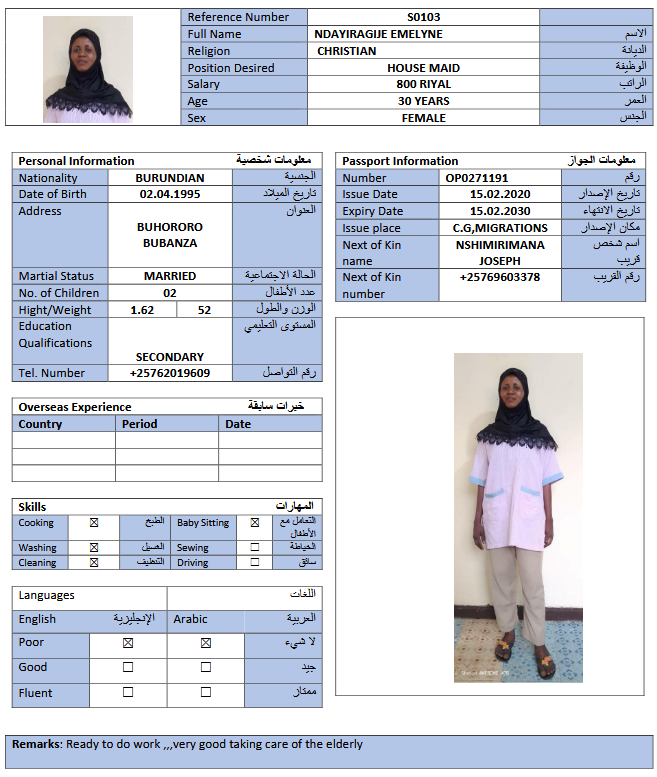 Reference Number S0103
Full Name NDAYIRAGIJE EMELYNE الاسم
Religion CHRISTIAN الديانة
Position Desired HOUSE MAID الوظيفة
Salary 800 RIYAL الراتب
Age 30 YEARS العمر
Sex FEMALE الجنس
Personal Information معلومات شخصية
Nationality BURUNDIAN الجنسية
Date of Birth 02.04.1995 تاريخ الميلاد
Address العنوان
BUHORORO
BUBANZA
Martial Status MARRIED الحالة الاجتماعية
No. of Children 02 عدد الأطفال
Hight/Weight 1.62 52 الوزن والطول
Education المستوى التعليمي
Qualifications
SECONDARY
Tel. Number +25762019609 رقم التواصل
Passport Information معلومات الجواز
Number OP0271191 رقم
Issue Date 15.02.2020 تاريخ الإصدار
Expiry Date 15.02.2030 تاريخ الانتهاء
Issue place C.G,MIGRATIONS مكان الإصدار
Next of Kin NSHIMIRIMANA اسم شخص
name JOSEPH قريب
Next of Kin +25769603378 رقم القريب
number
Overseas Experience خبرات سابقة
Country Period Date
Skills المهارات
Cooking ☒ الطبخ Baby Sitting ☒ التعامل مع
الأطفال
Washing ☒ الغسيل Sewing ☐ الخياطة
Cleaning ☒ التنظيف Driving ☐ سائق
Languages اللغات
English الإنجليزية Arabic العربية
Poor ☒ ☒ لا شيء
Good ☐ ☐ جيد
Fluent ☐ ☐ ممتاز
Remarks: Ready to do work ,,,very good taking care of the elderly